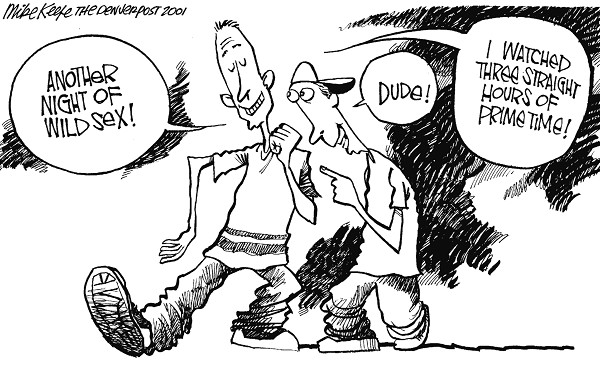 Mike Keefe THE DENVER POST 2001
ANOTHER
NIGHT OF
WILD SEX!
DUDE!
I WATCHED
THREE STRAIGHT
HOURS OF
PRIME TIME!